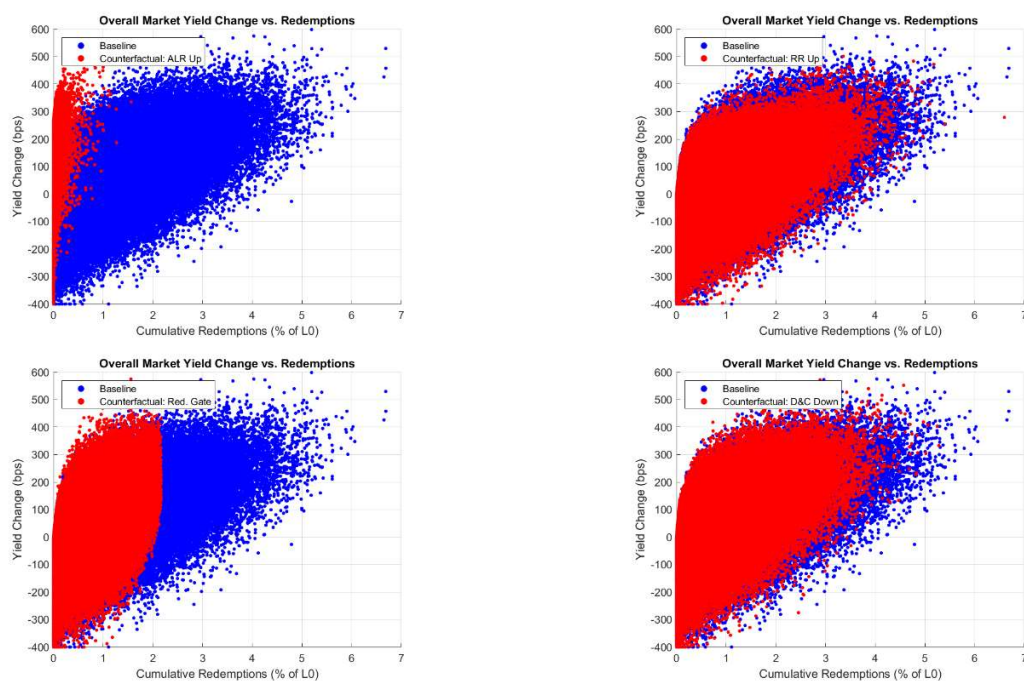 Overall Market Yield Change vs. Redemptions
600
500
400
300
200
100
0
-100
-200
-300
-400
Yield Change (bps)
Baseline
Counterfactual: ALR Up
0 1 2 3 4 5 6 7
Cumulative Redemptions (% of L0)
Overall Market Yield Change vs. Redemptions
600
500
400
300
200
100
0
-100
-200
-300
-400
Yield Change (bps)
Baseline
Counterfactual: RR Up
0 1 2 3 4 5 6 7
Cumulative Redemptions (% of L0)
Overall Market Yield Change vs. Redemptions
600
500
400
300
200
100
0
-100
-200
-300
-400
Yield Change (bps)
Baseline
Counterfactual: Red. Gate
0 1 2 3 4 5 6 7
Cumulative Redemptions (% of L0)
Overall Market Yield Change vs. Redemptions
600
500
400
300
200
100
0
-100
-200
-300
-400
Yield Change (bps)
Baseline
Counterfactual: D&C Down
0 1 2 3 4 5 6 7
Cumulative Redemptions (% of L0)